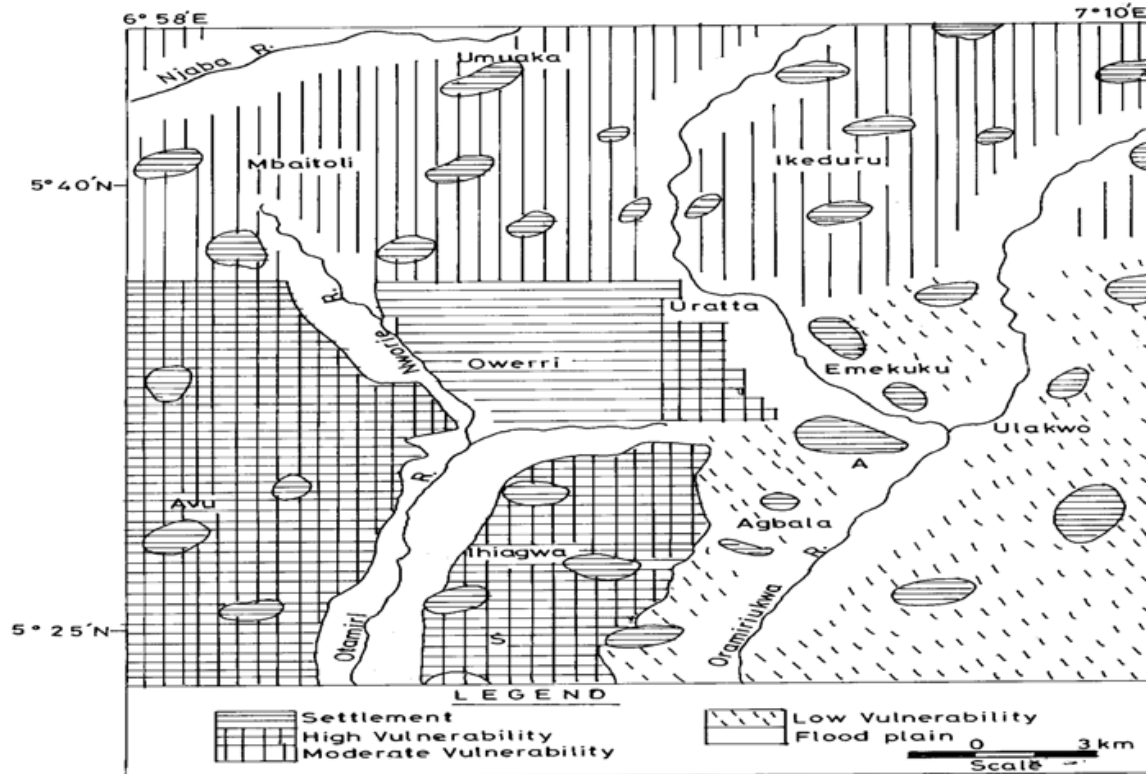 6° 58′E
7° 10′E
Njaba R.
Umuaka
Mbaitoli
Ikeduru
5° 40′N
R.
Nworie
Uratta
Owerri
Emekuku
Ulakwo
A
R.
Avu
Agbala
Ihiagwa
R.
5° 25′N
Otamiri
S
Oramiriukwa
LEGEND
Settlement
High Vulnerability
Moderate Vulnerability
Low Vulnerability
Flood plain
0 3 km
Scale